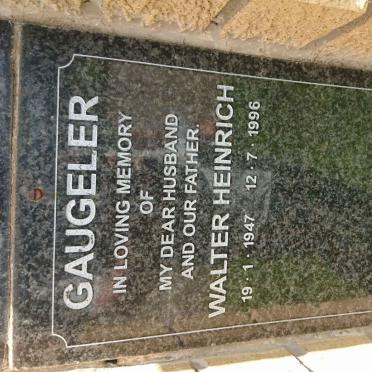 GAUGELER
IN LOVING MEMORY
OF
MY DEAR HUSBAND
AND OUR FATHER.
WALTER HEINRICH
19 · 1 · 1947 12 · 7 · 1996